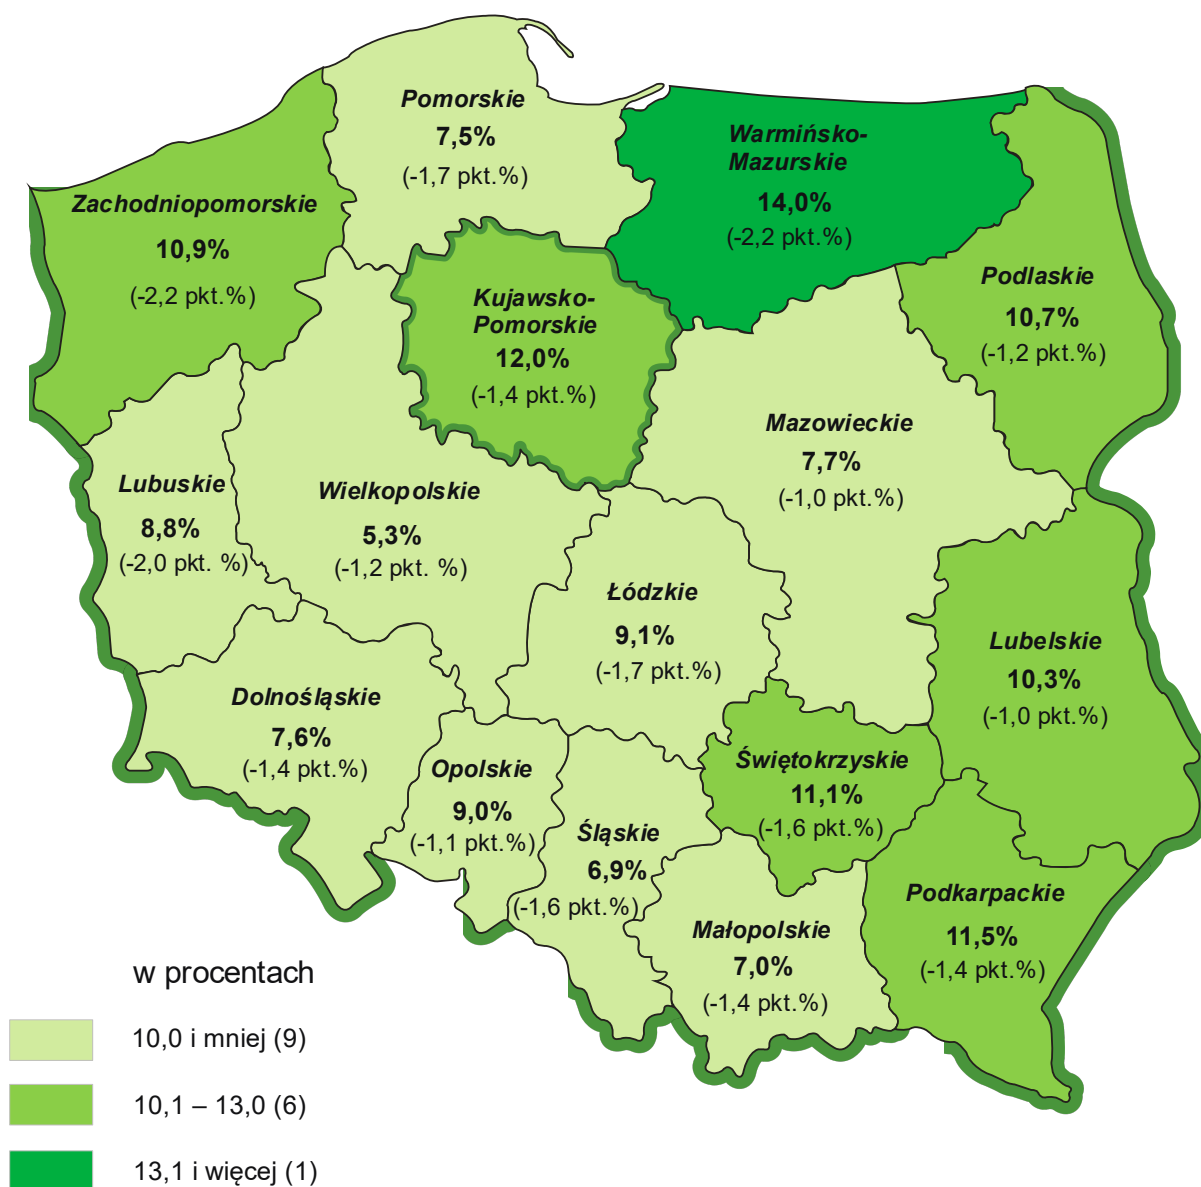 Pomorskie
7,5%
(-1,7 pkt.%)
Warmińsko-
Mazurskie
14,0%
(-2,2 pkt.%)
Zachodniopomorskie
10,9%
(-2,2 pkt.%)
Kujawsko-
Pomorskie
12,0%
(-1,4 pkt.%)
Podlaskie
10,7%
(-1,2 pkt.%)
Mazowieckie
7,7%
(-1,0 pkt.%)
Lubuskie
8,8%
(-2,0 pkt. %)
Wielkopolskie
5,3%
(-1,2 pkt.%)
Łódzkie
9,1%
(-1,7 pkt.%)
Lubelskie
10,3%
(-1,0 pkt.%)
Dolnośląskie
7,6%
(-1,4 pkt.%)
Opolskie
9,0%
(-1,1 pkt.%)
Śląskie
6,9%
(-1,6 pkt.%)
Świętokrzyskie
11,1%
(-1,6 pkt.%)
Małopolskie
7,0%
(-1,4 pkt.%)
Podkarpackie
11,5%
(-1,4 pkt.%)
w procentach
10,0 i mniej (9)
10,1 – 13,0 (6)
13,1 i więcej (1)